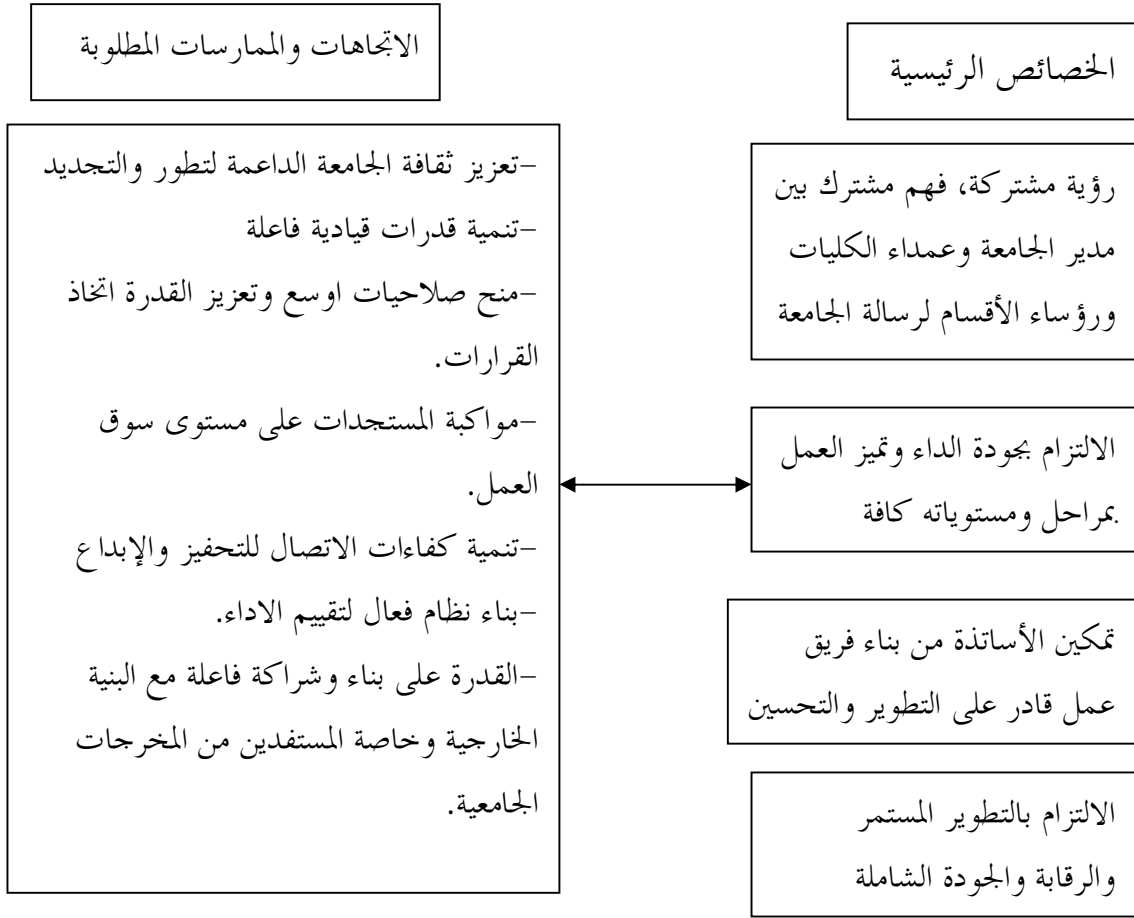 الخصائص الرئيسية
رؤية مشتركة، فهم مشترك بين
مدير الجامعة وعمداء الكليات
ورؤساء الأقسام لرسالة الجامعة
الالتزام بجودة الداء وتميز العمل
بمراحل ومستوياته كافة
تمكين الأساتذة من بناء فريق
عمل قادر على التطوير والتحسين
الالتزام بالتطوير المستمر
والرقابة والجودة الشاملة
الاتجاهات والممارسات المطلوبة
-تعزيز ثقافة الجامعة الداعمة لتطور والتجديد
-تنمية قدرات قيادية فاعلة
-منح صلاحيات اوسع وتعزيز القدرة اتخاذ
القرارات.
-مواكبة المستجدات على مستوى سوق
العمل.
-تنمية كفاءات الاتصال للتحفيز والإبداع
-بناء نظام فعال لتقييم الاداء.
-القدرة على بناء وشراكة فاعلة مع البنية
الخارجية وخاصة المستفدين من المخرجات
الجامعية.